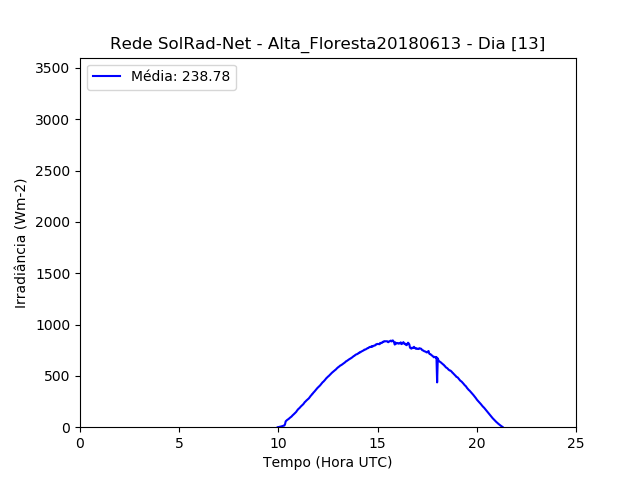 Rede SolRad-Net - Alta_Floresta20180613 - Dia [13]
Média: 238.78
3500
3000
2500
2000
1500
1000
500
0
Irradiância (Wm-2)
0 5 10 15 20 25
Tempo (Hora UTC)